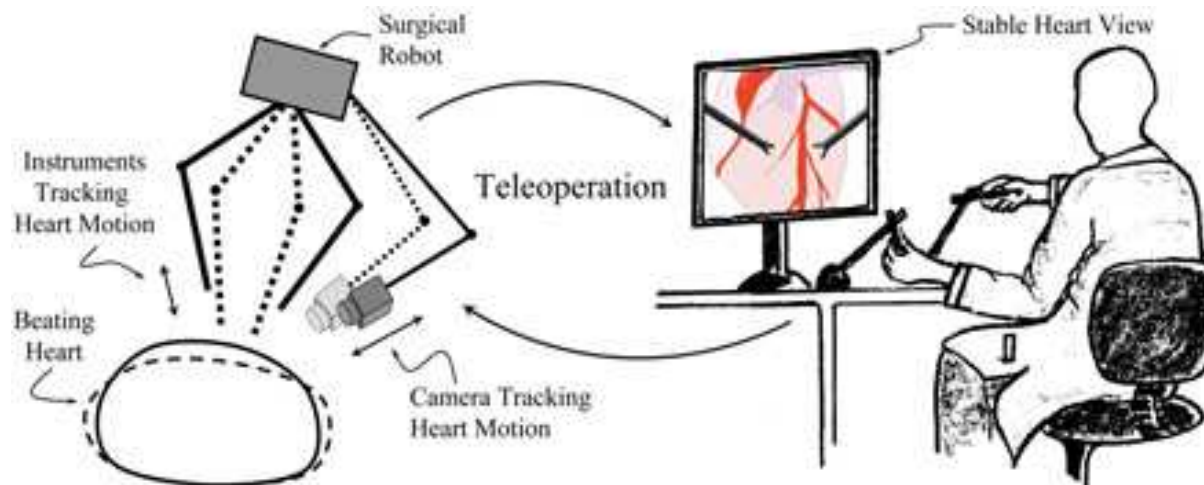 Surgical
Robot
Stable Heart View
Instruments
Tracking
Heart Motion
Teleoperation
Beating
Heart
Camera Tracking
Heart Motion